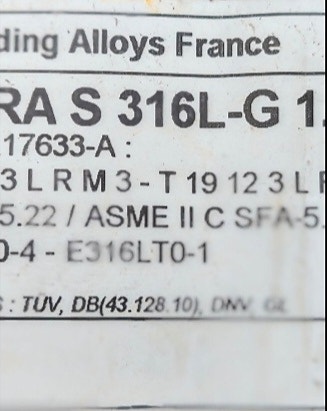 ding Alloys France
RA S 316L-G 1.
17633-A :
3 L R M 3 - T 19 12 3 L R
5.22 / ASME II C SFA-5.
0-4 - E316LT0-1
: TUV, DB(43.128.10), DNV, GL